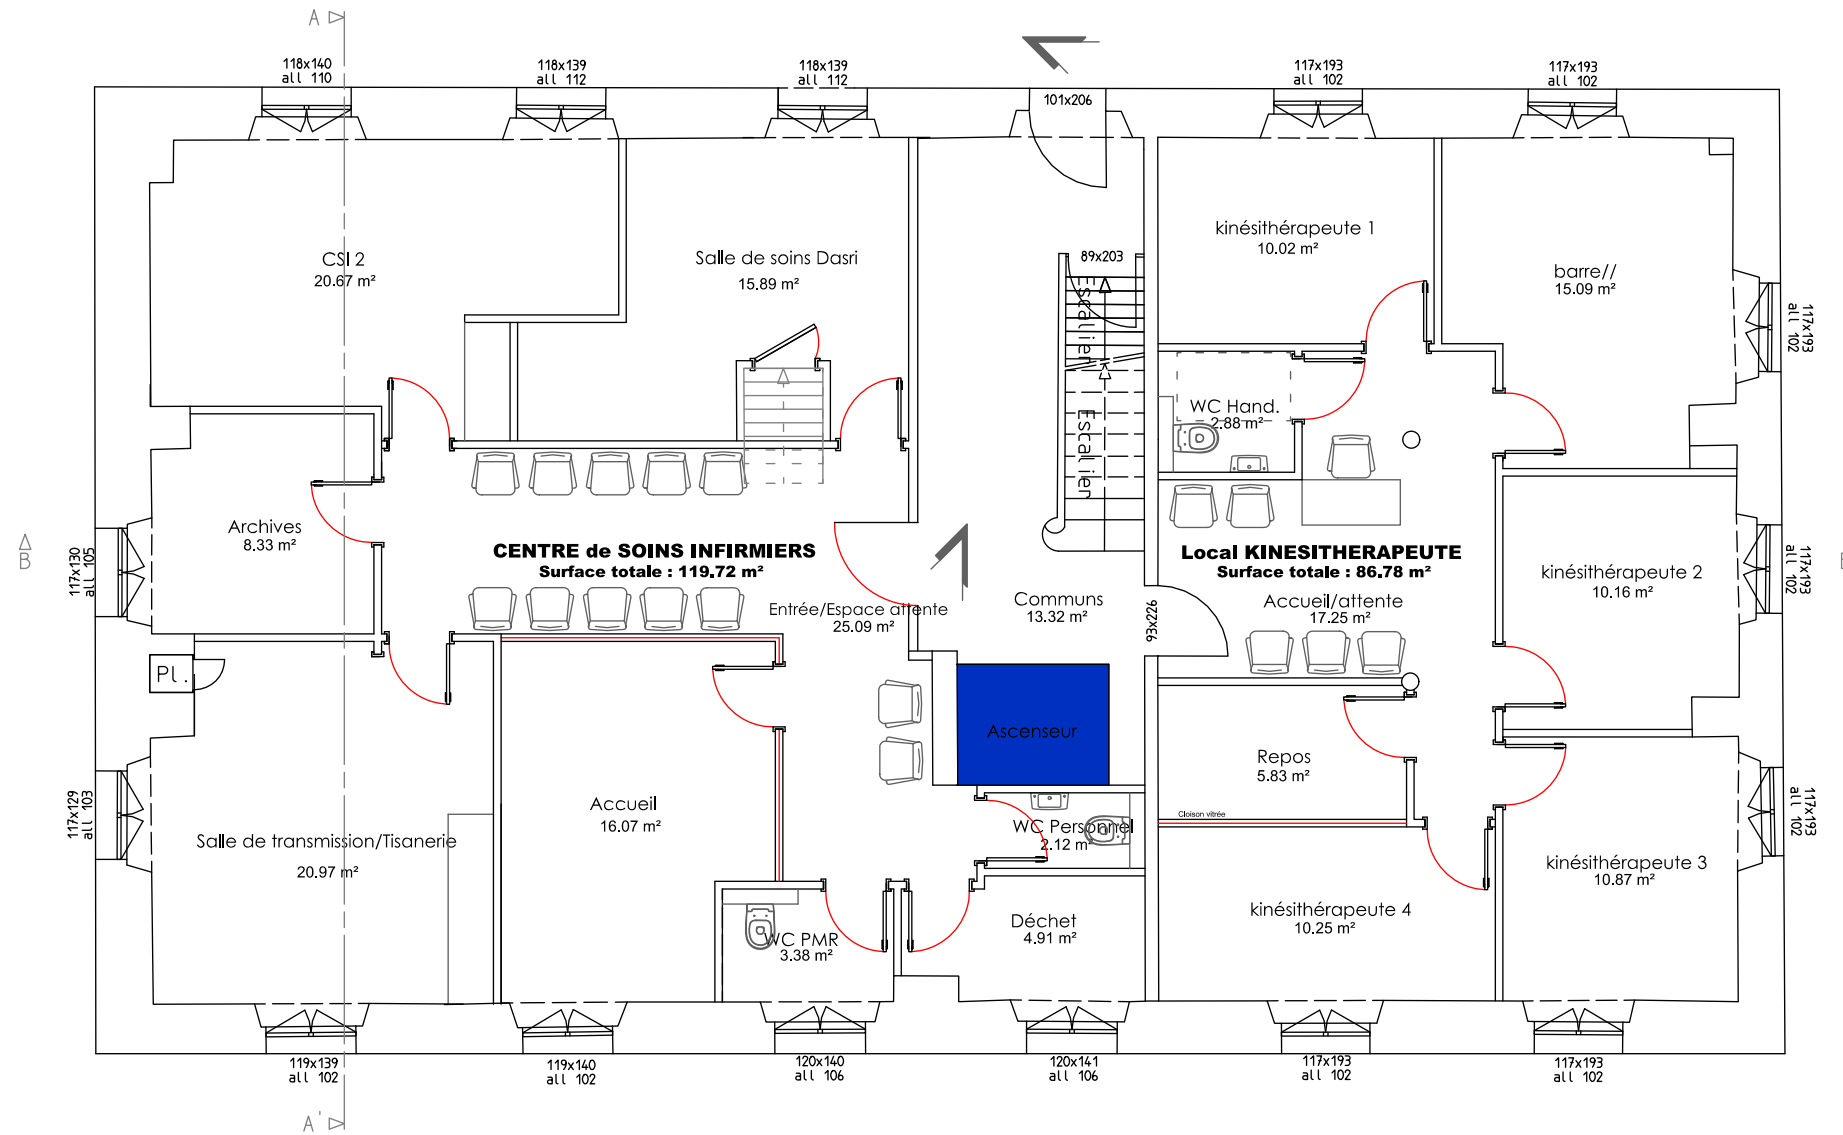 A
118x140
all 110
118x139
all 112
118x139
all 112
117x193
all 102
117x193
all 102
101x206
CSI 2
20.67 m²
Salle de soins Dasri
15.89 m²
89x203
Escalier
Escalier
kinésithérapeute 1
10.02 m²
barre//
15.09 m²
117x193
all 102
WC Hand.
2.88 m²
Archives
8.33 m²
B
117x130
all 105
CENTRE de SOINS INFIRMIERS
Surface totale : 119.72 m²
Entrée/Espace attente
25.09 m²
Communs
13.32 m²
93x226
Local KINESITHERAPEUTE
Surface totale : 86.78 m²
Accueil/attente
17.25 m²
kinésithérapeute 2
10.16 m²
117x193
all 102
Pl.
Ascenseur
Repos
5.83 m²
Cloison vitrée
117x129
all 103
Salle de transmission/Tisanerie
20.97 m²
Accueil
16.07 m²
WC Personnel
2.12 m²
kinésithérapeute 3
10.87 m²
117x193
all 102
WC PMR
3.38 m²
Déchet
4.91 m²
kinésithérapeute 4
10.25 m²
119x139
all 102
119x140
all 102
120x140
all 106
120x141
all 106
117x193
all 102
117x193
all 102
A'